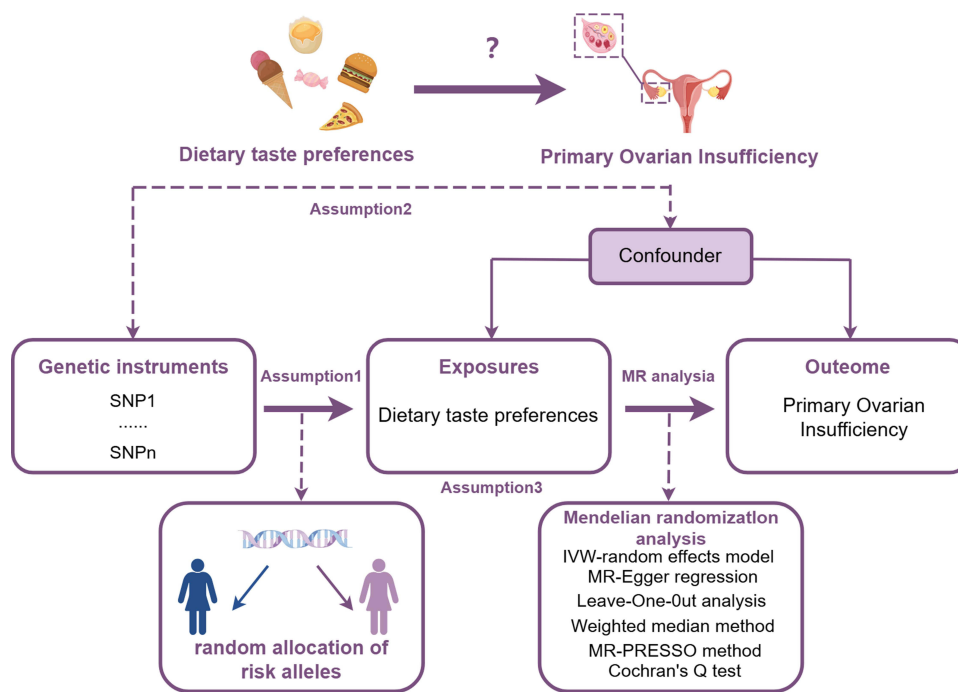 ?
Dietary taste preferences
Primary Ovarian Insufficiency
Assumption2
Confounder
Genetic instruments
SNP1
......
SNPn
Assumption1
Exposures
Dietary taste preferences
MR analysis
Outcome
Primary Ovarian
Insufficiency
Assumption3
random allocation of
risk alleles
Mendelian randomization
analysis
IVW-random effects model
MR-Egger regression
Leave-One-0ut analysis
Weighted median method
MR-PRESSO method
Cochran's Q test